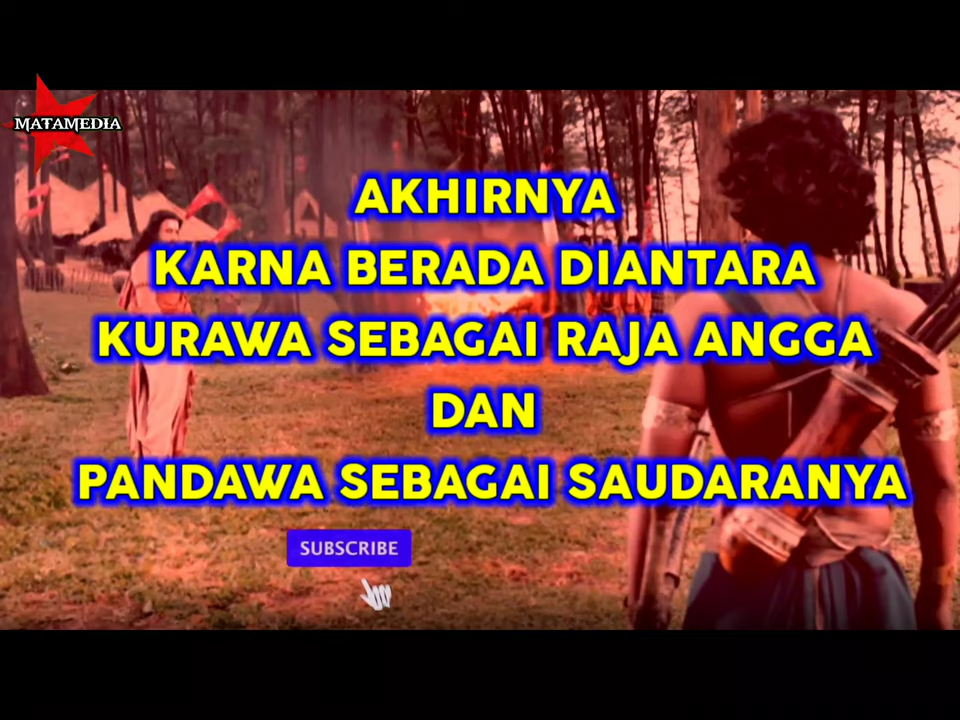 MATAMEDIA
AKHIRNYA
KARNA BERADA DIANTARA
KURAWA SEBAGAI RAJA ANGGA
DAN
PANDAWA SEBAGAI SAUDARANYA
SUBSCRIBE